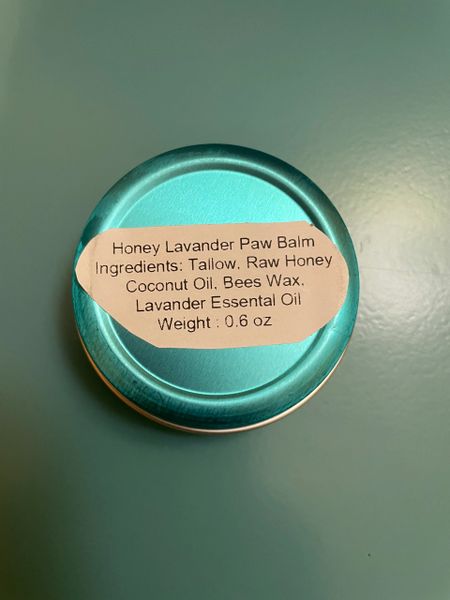 Honey Lavander Paw Balm
Ingredients: Tallow, Raw Honey
Coconut Oil, Bees Wax,
Lavander Essental Oil
Weight : 0.6 oz